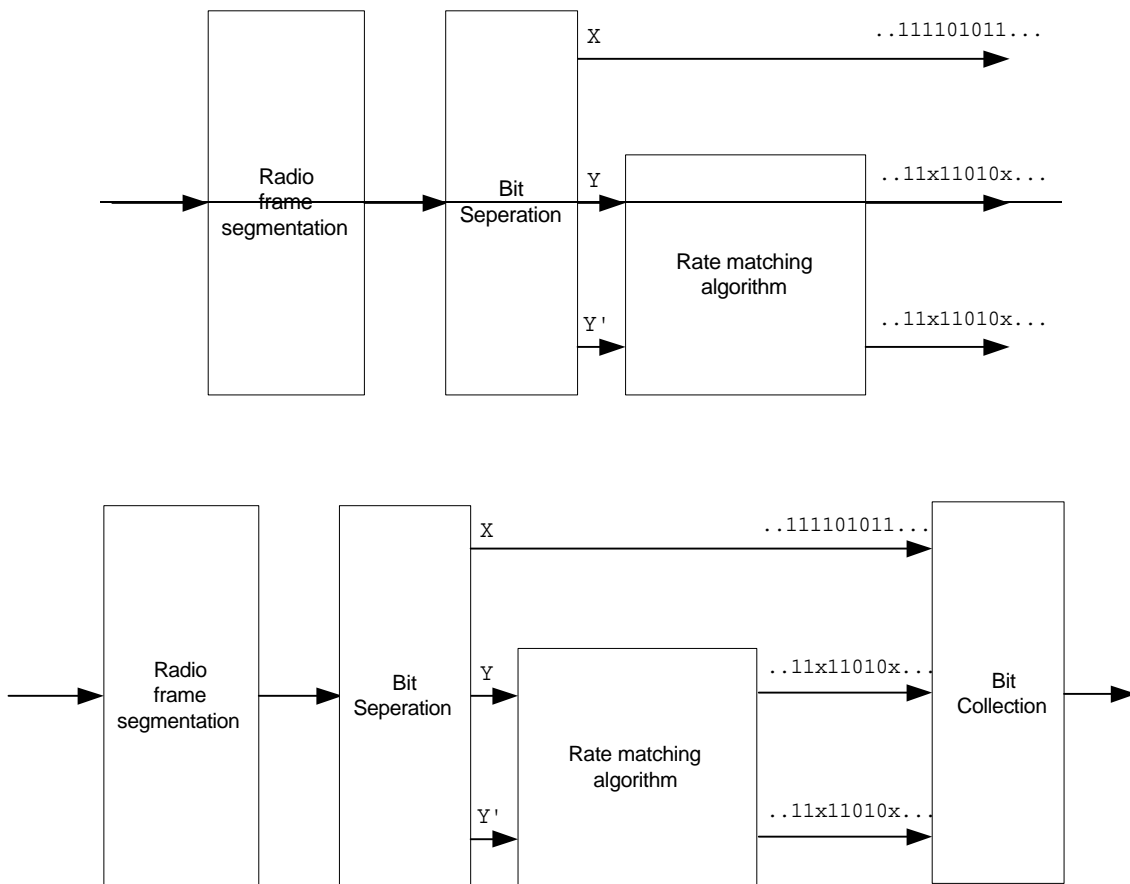 X
..111101011...
Radio
frame
segmentation
Bit
Seperation
Y
..11x11010x...
Rate matching
algorithm
Y'
..11x11010x...
X
..111101011...
Radio
frame
segmentation
Bit
Seperation
Y
..11x11010x...
Bit
Collection
Rate matching
algorithm
Y'
..11x11010x...